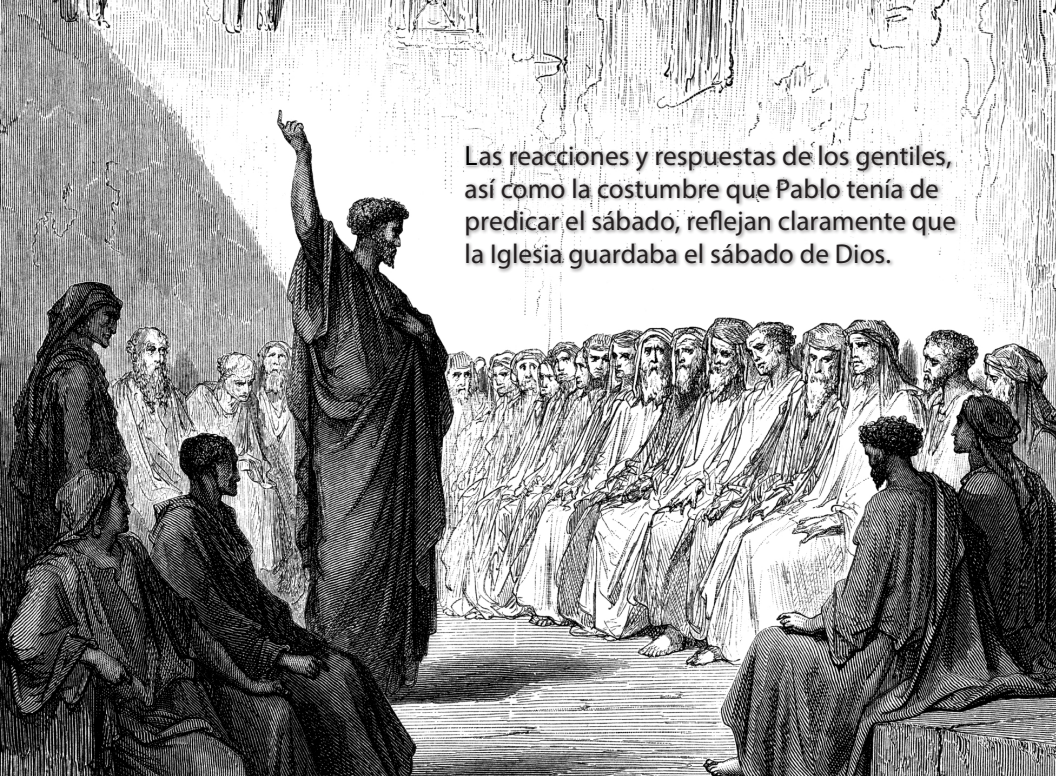 Las reacciones y respuestas de los gentiles,
así como la costumbre que Pablo tenía de
predicar el sábado, reflejan claramente que
la Iglesia guardaba el sábado de Dios.